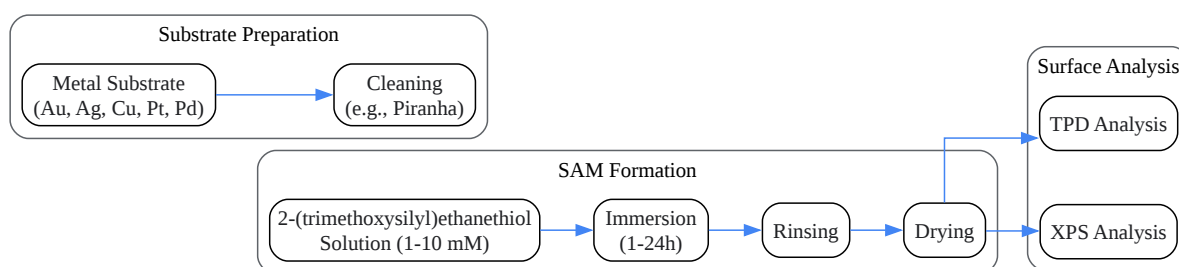 Substrate Preparation
Metal Substrate
(Au, Ag, Cu, Pt, Pd)
Cleaning
(e.g., Piranha)
SAM Formation
2-(trimethoxysilyl)ethanethiol
Solution (1-10 mM)
Immersion
(1-24h)
Rinsing
Drying
Surface Analysis
TPD Analysis
XPS Analysis